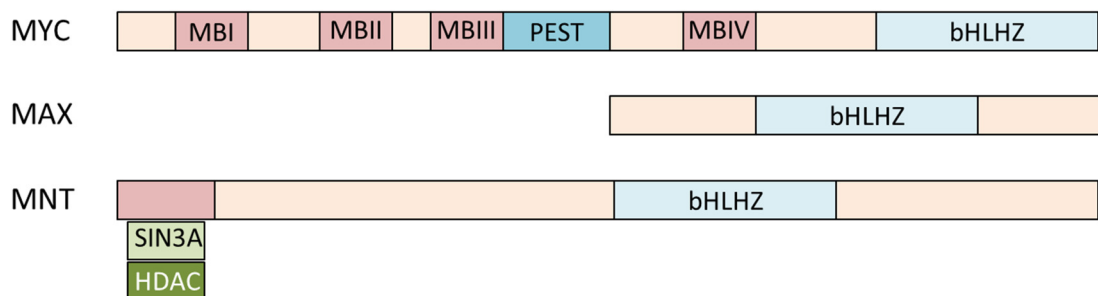 MYC MBI MBII MBIII PEST MBIV bHLHZ
MAX bHLHZ
MNT bHLHZ
SIN3A
HDAC